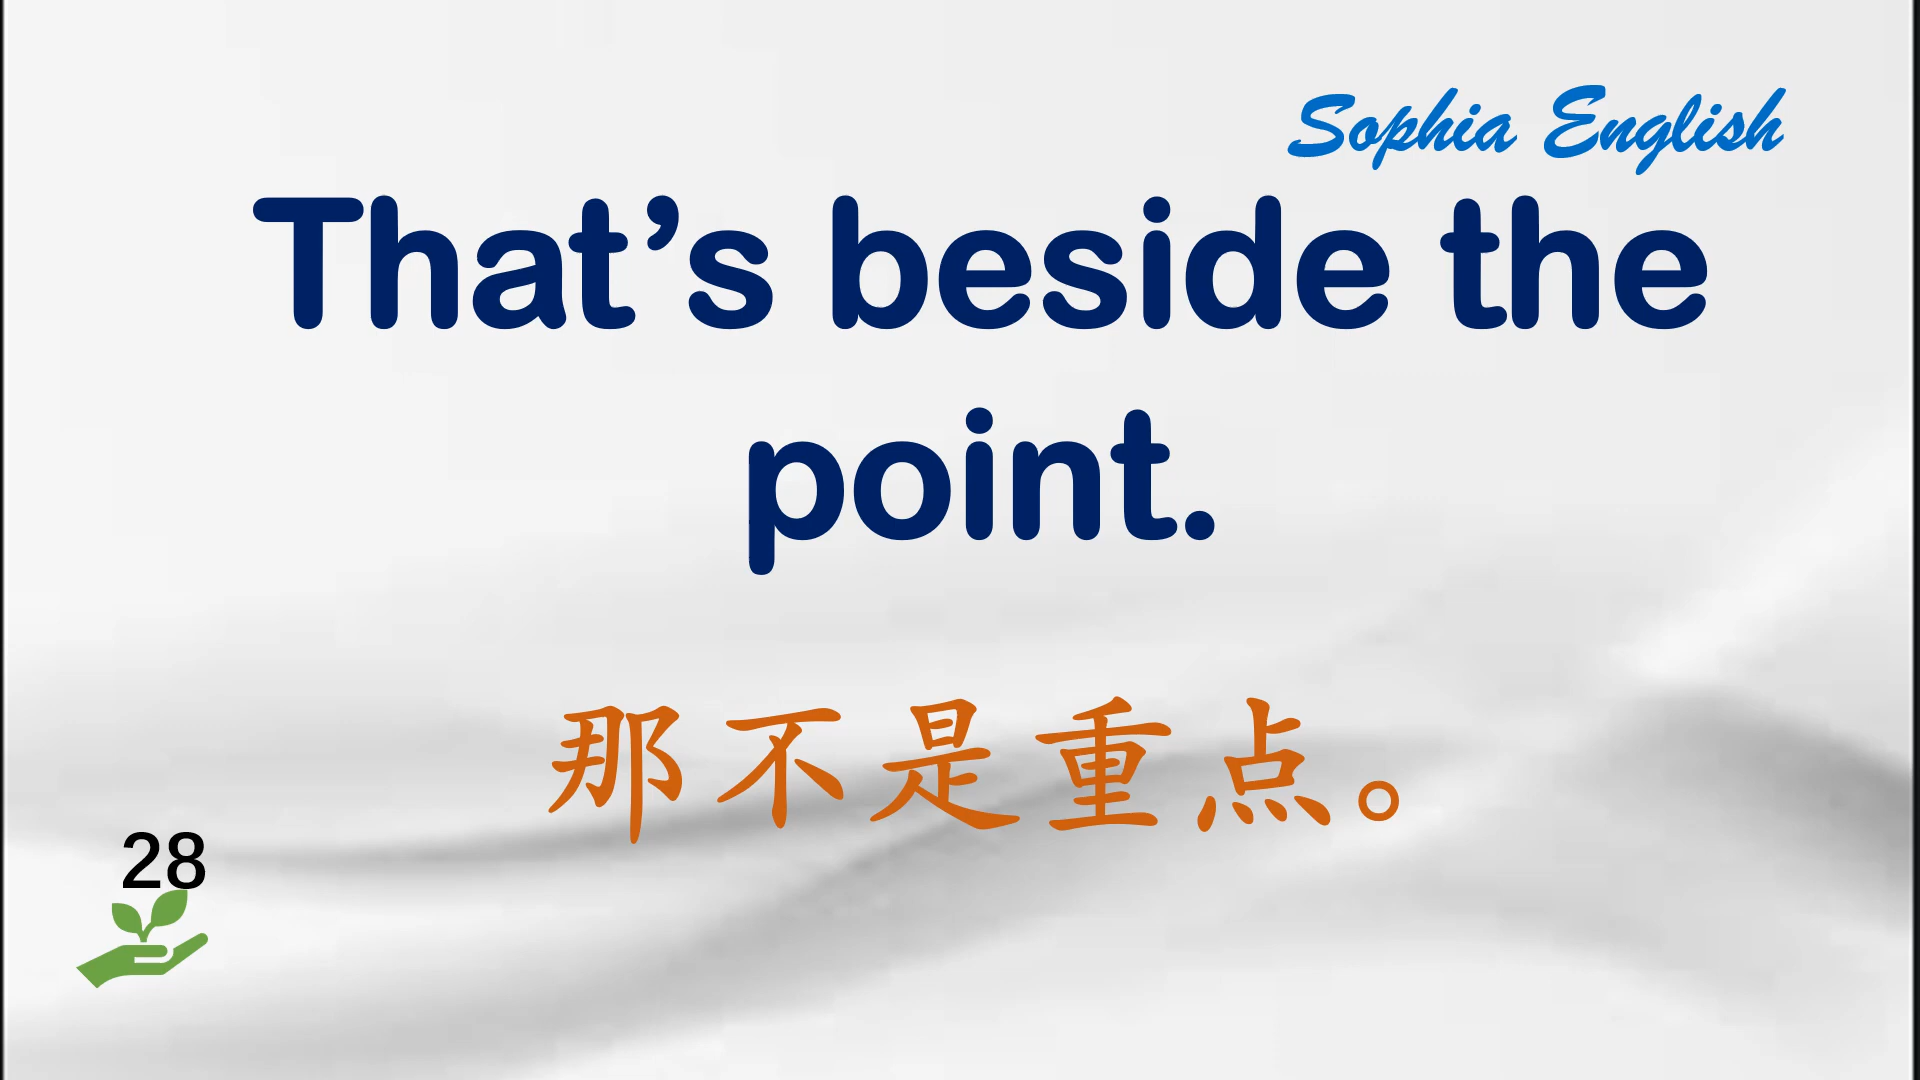 Sophia English
That’s beside the
point.
那不是重点。
28